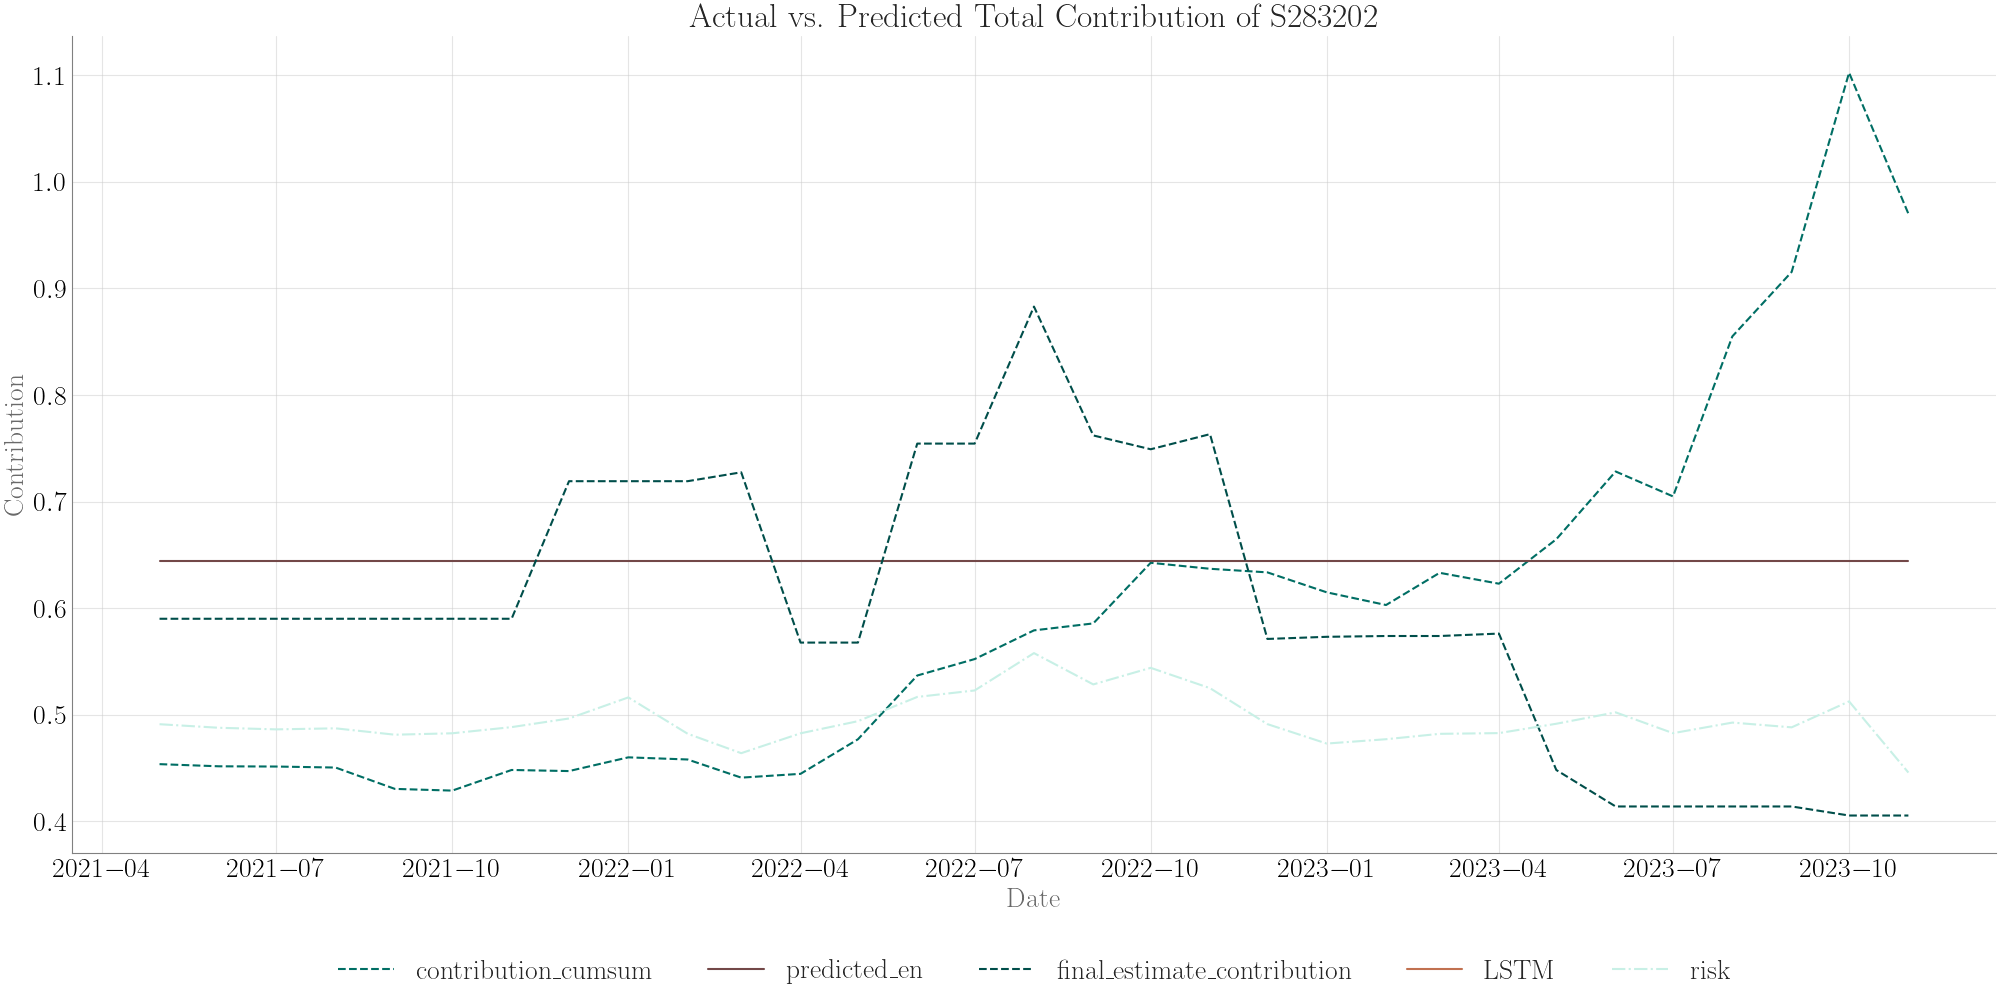 Actual vs. Predicted Total Contribution of S283202
Contribution
1.1
1.0
0.9
0.8
0.7
0.6
0.5
0.4
2021−04 2021−07 2021−10 2022−01 2022−04 2022−07 2022−10 2023−01 2023−04 2023−07 2023−10
Date
contribution_cumsum predicted_en final_estimate_contribution LSTM risk